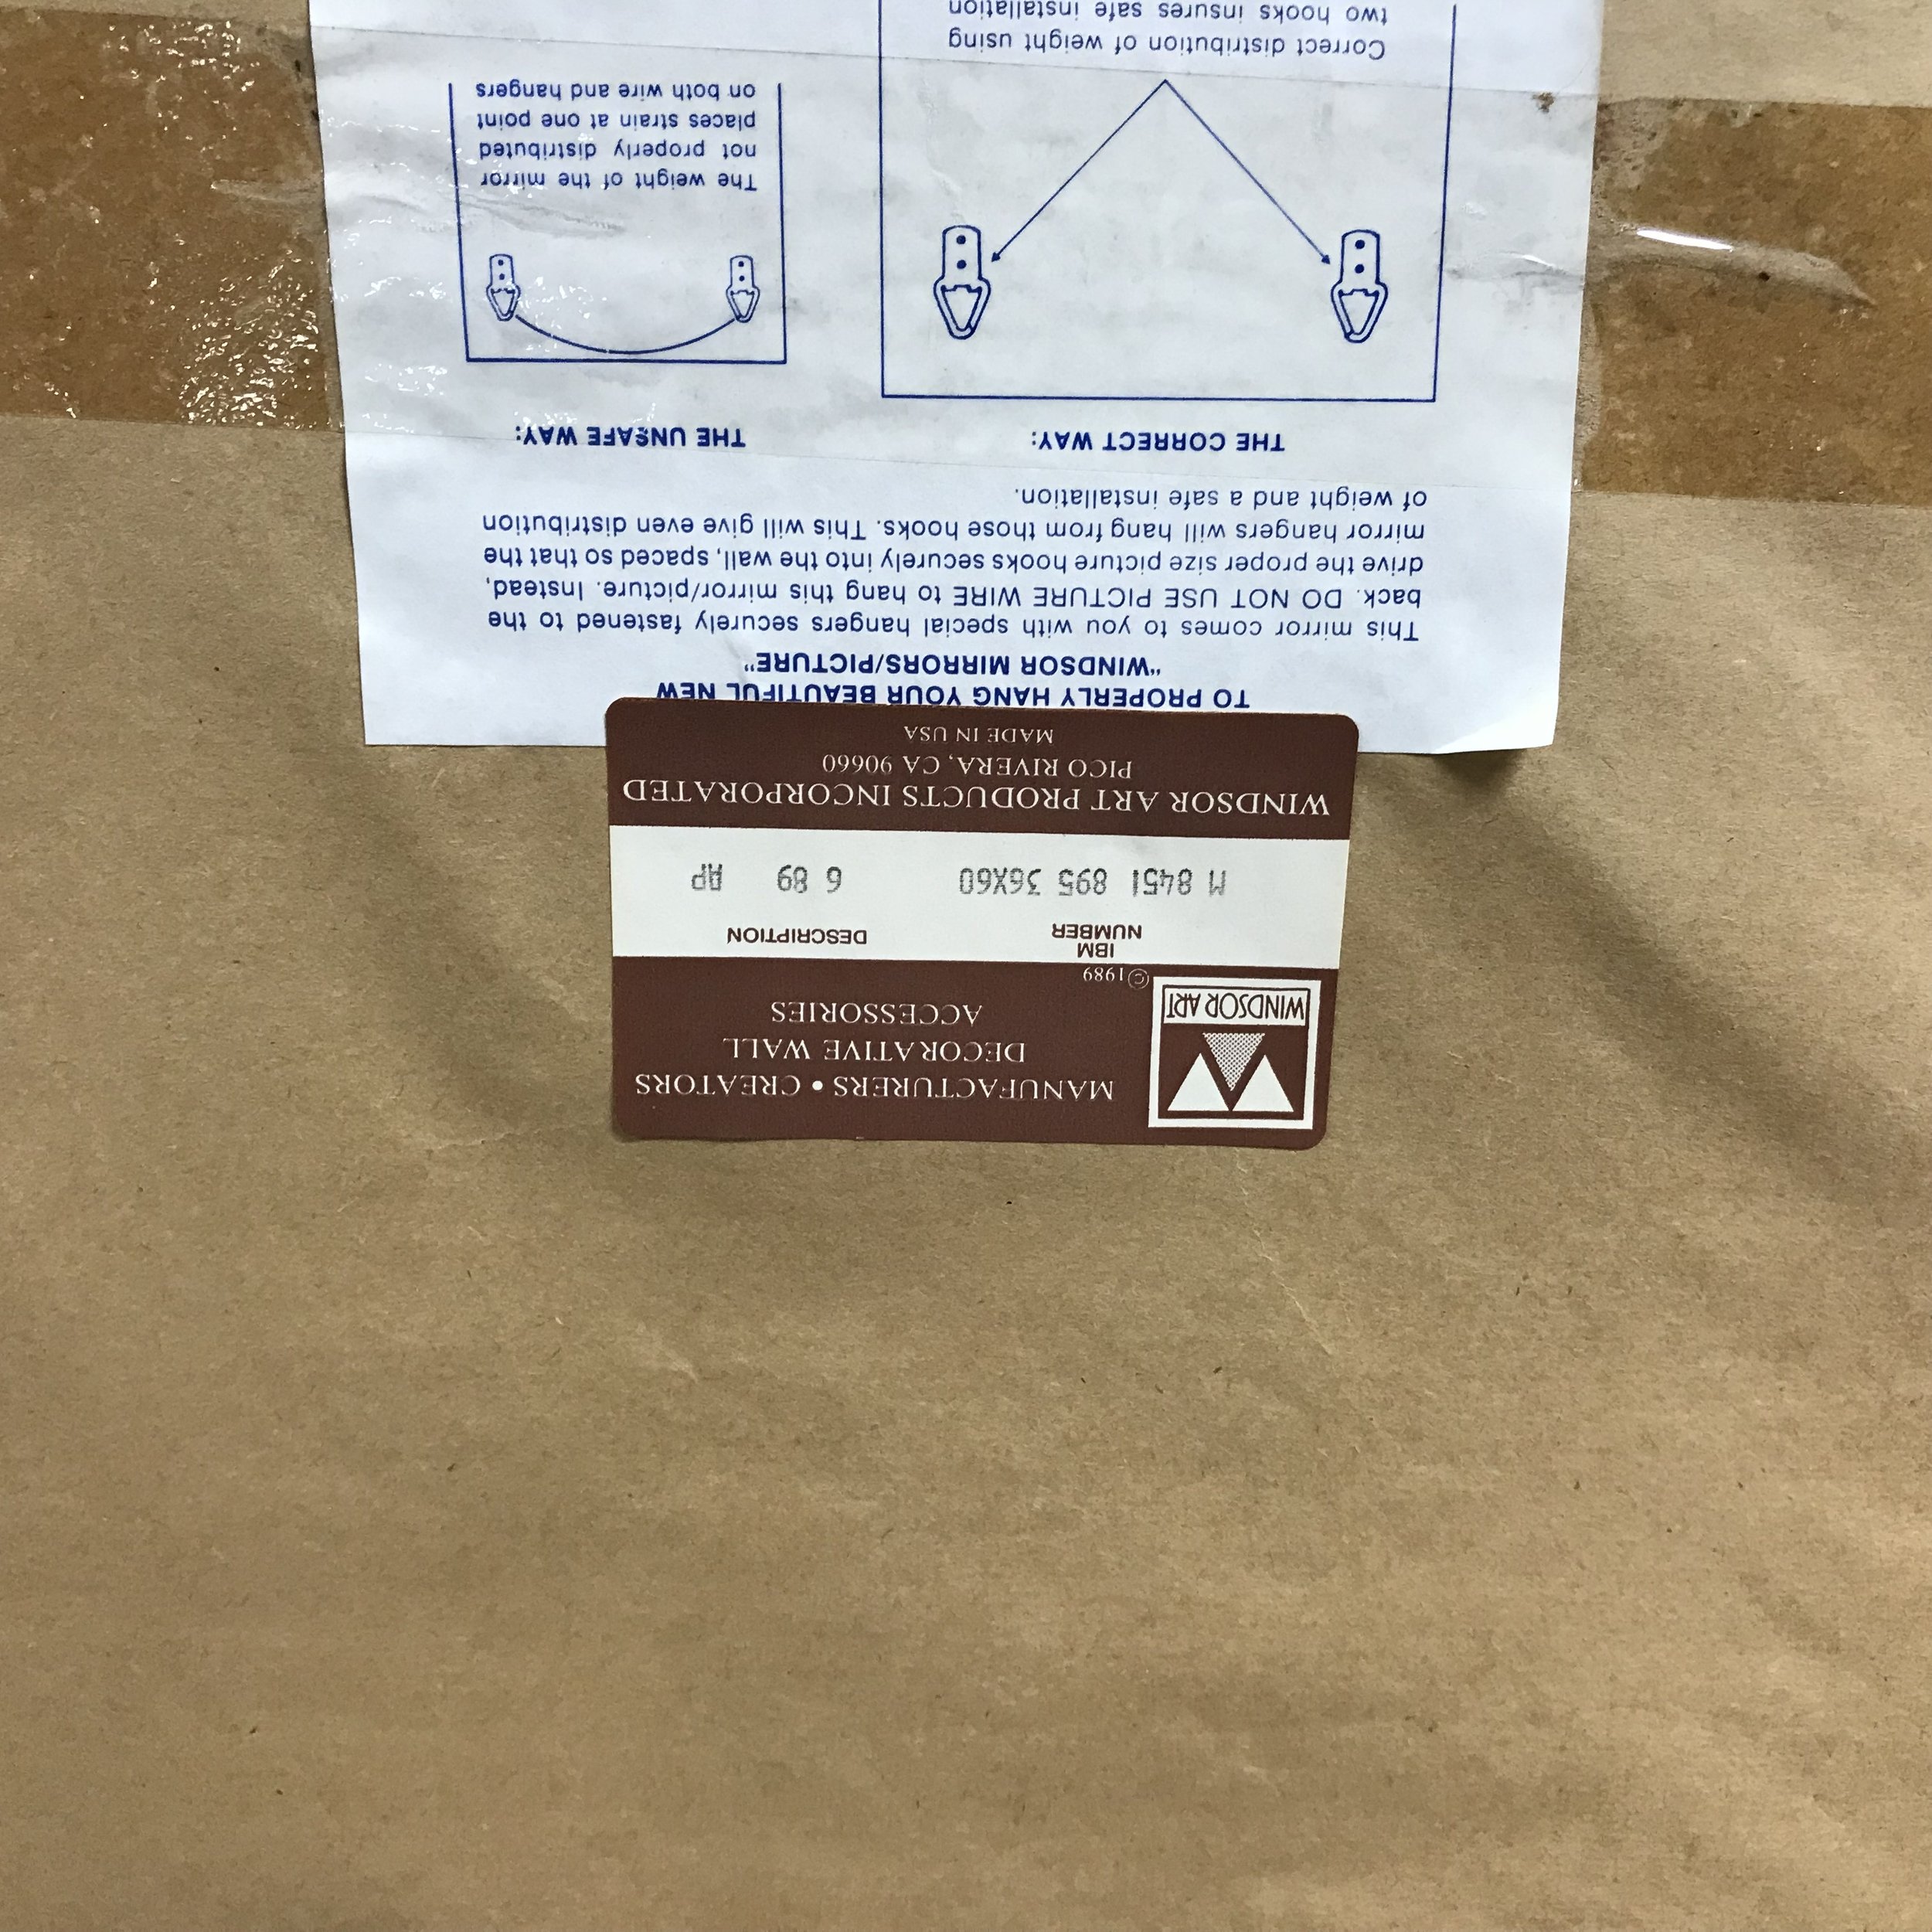 MANUFACTURERS • CREATORS
DECORATIVE WALL
ACCESSORIES
WINDSOR ART
©1989
IBM
NUMBER
DESCRIPTION
M 8451 895 36X60 6 89 AP
WINDSOR ART PRODUCTS INCORPORATED
PICO RIVERA, CA 90660
MADE IN USA
TO PROPERLY HANG YOUR BEAUTIFUL NEW
"WINDSOR MIRRORS/PICTURE"
This mirror comes to you with special hangers securely fastened to the
back. DO NOT USE PICTURE WIRE to hang this mirror/picture. Instead,
drive the proper size picture hooks securely into the wall, spaced so that the
mirror hangers will hang from those hooks. This will give even distribution
of weight and a safe installation.
THE CORRECT WAY:
Correct distribution of weight using
two hooks insures safe installation
THE UNSAFE WAY:
The weight of the mirror
not properly distributed
places strain at one point
on both wire and hangers